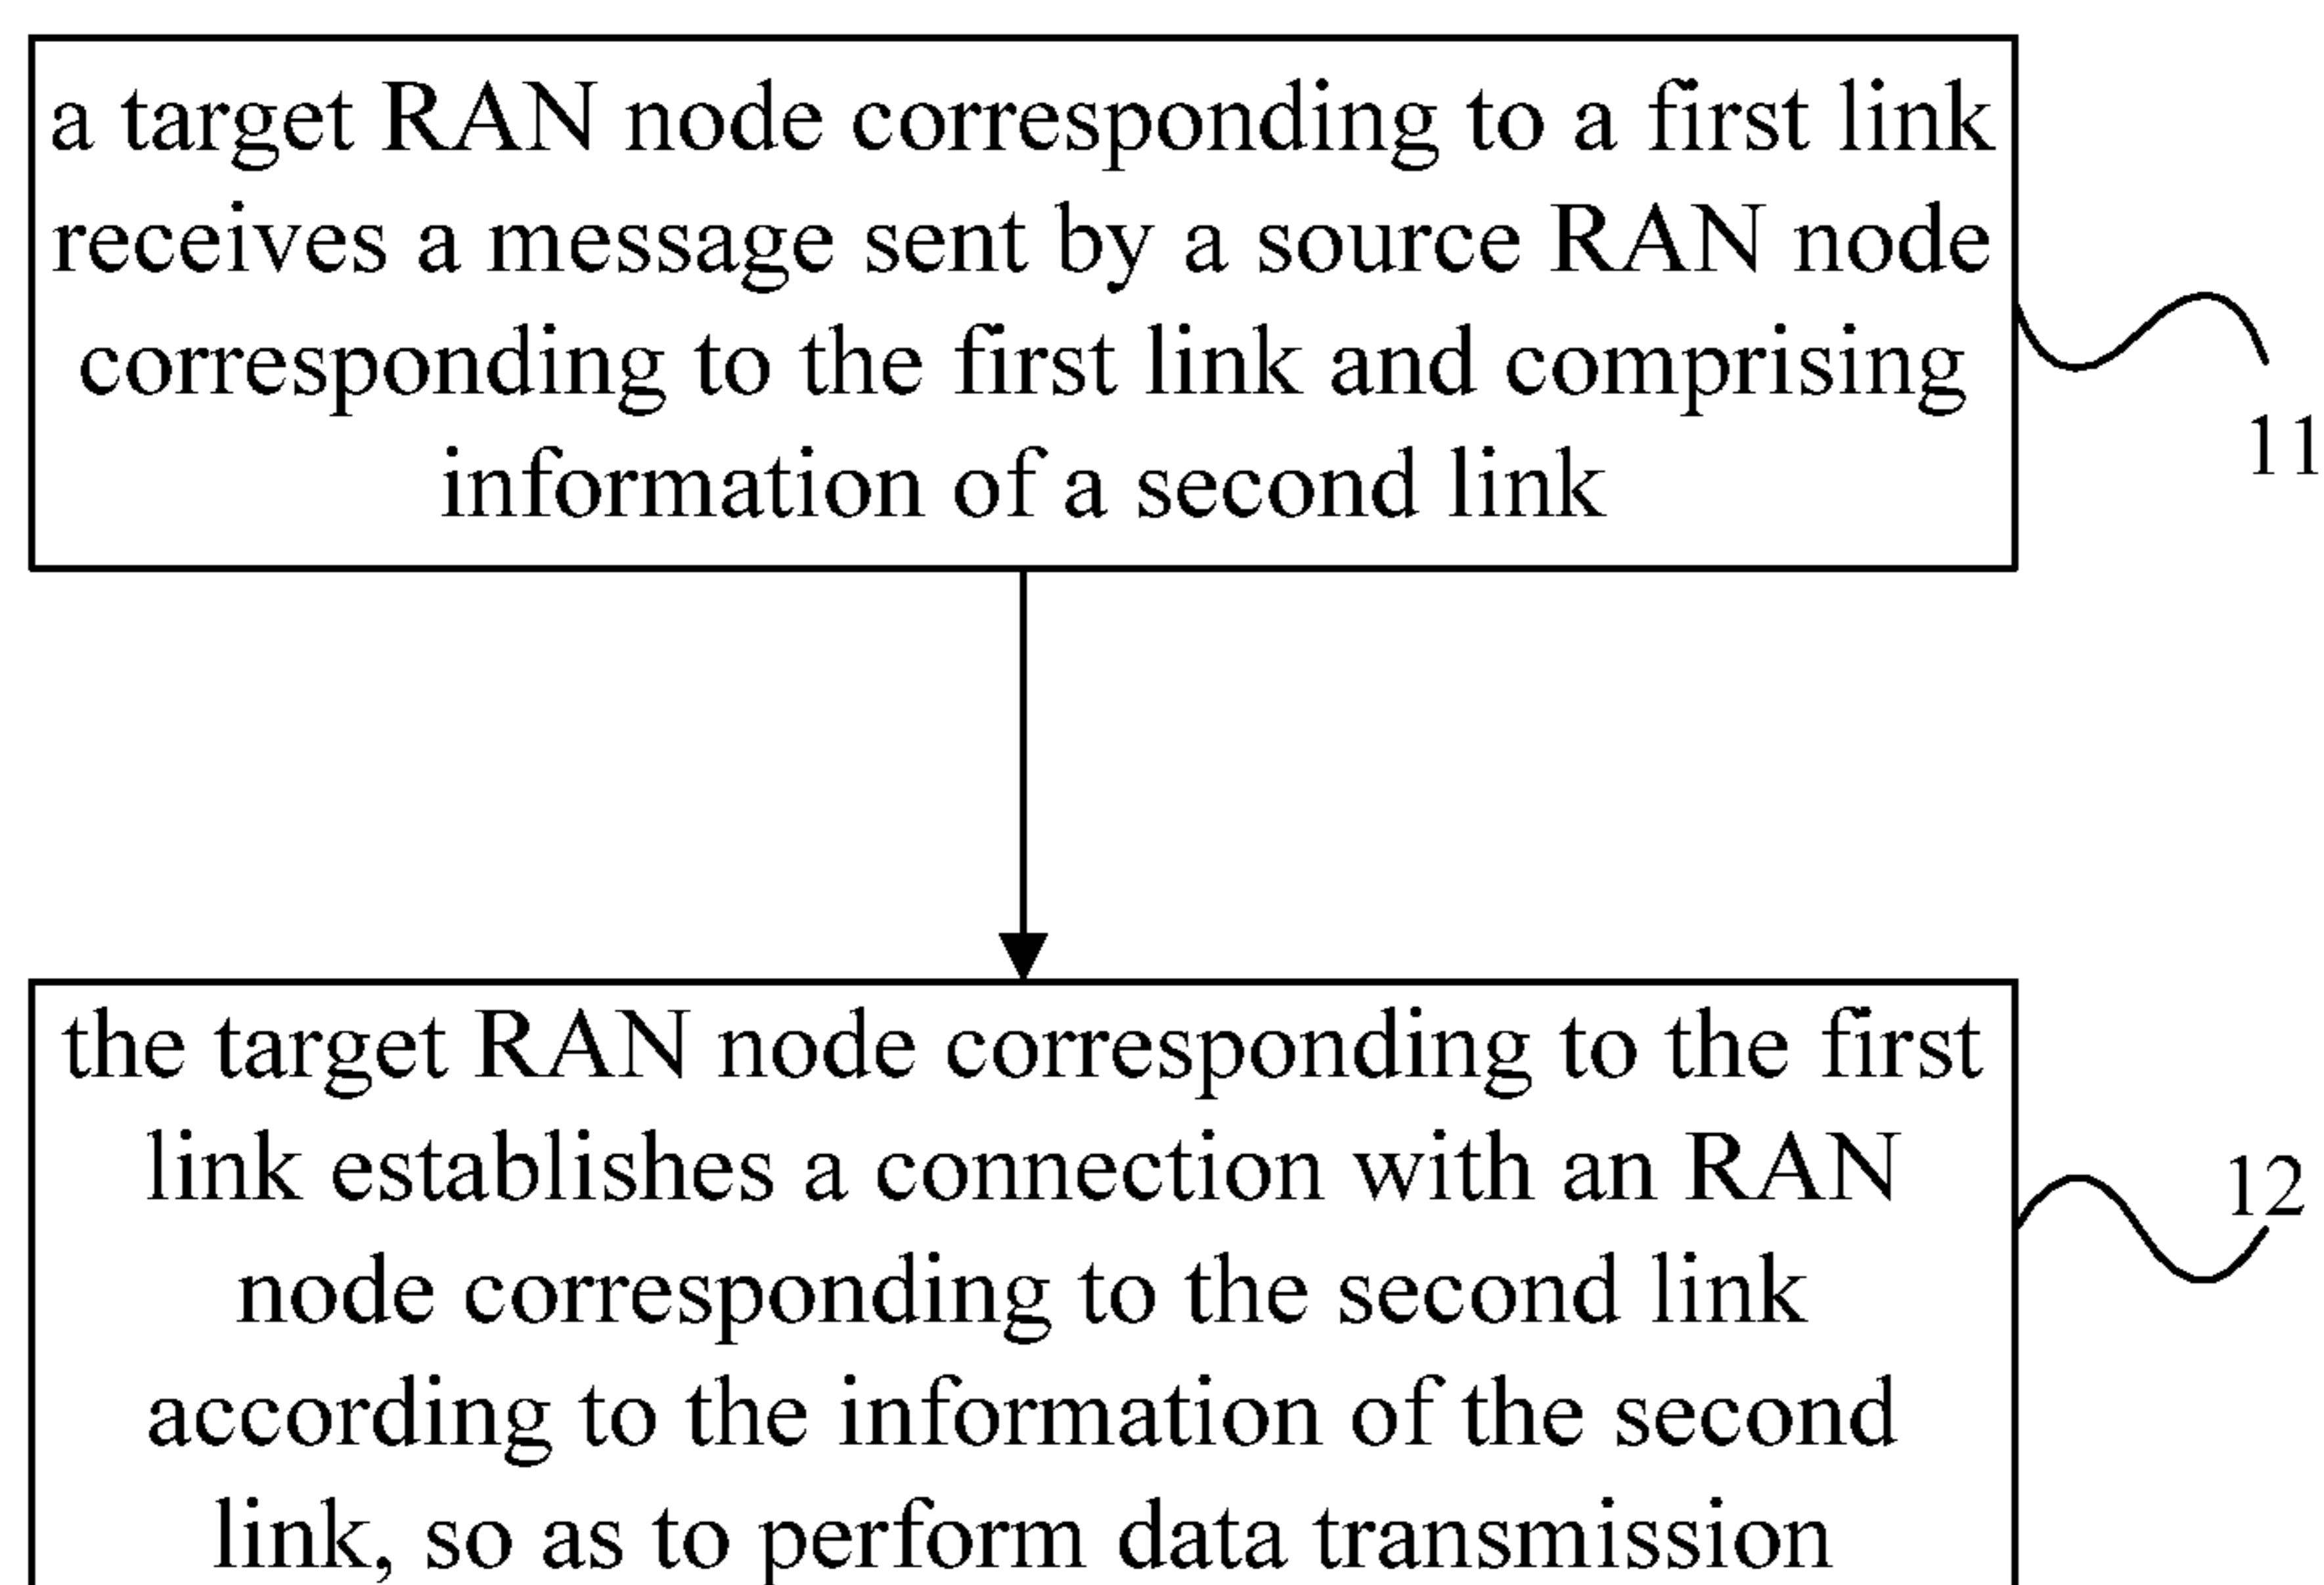 a target RAN node corresponding to a first link
receives a message sent by a source RAN node
corresponding to the first link and comprising
information of a second link
11
the target RAN node corresponding to the first
link establishes a connection with an RAN
node corresponding to the second link
according to the information of the second
link, so as to perform data transmission
12